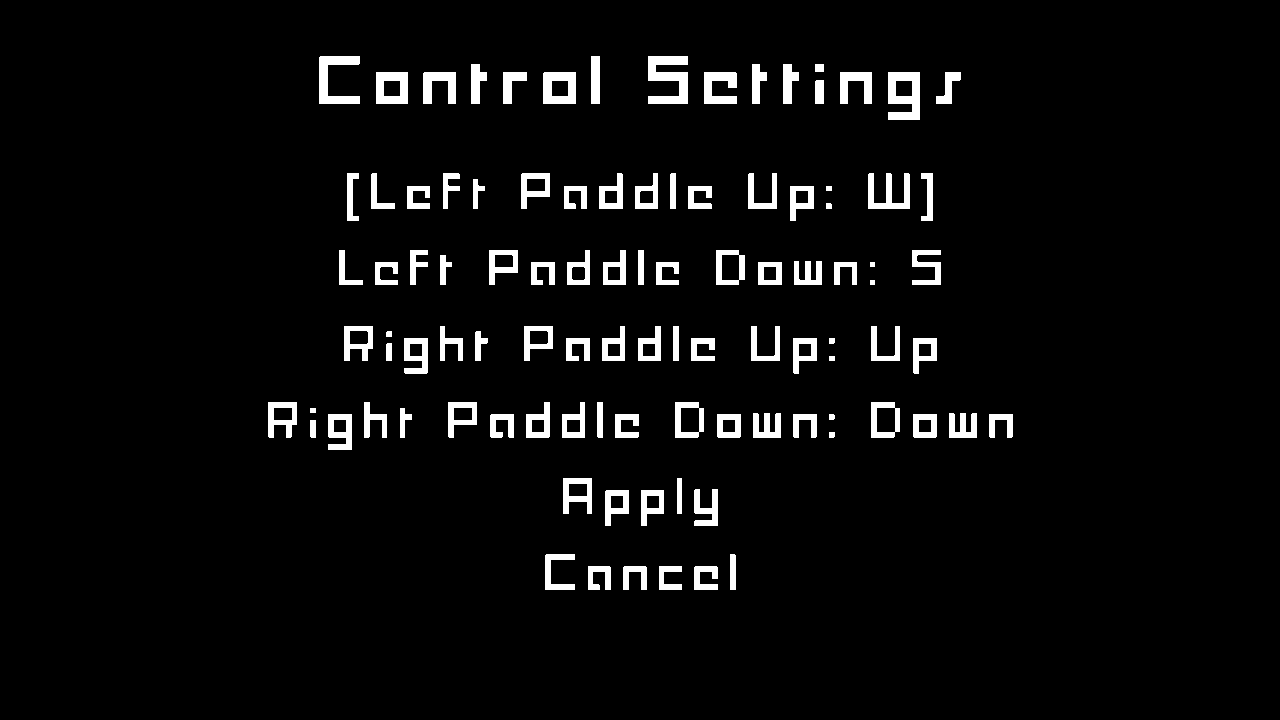 Control Settings
[Left Paddle Up: W]
Left Paddle Down: S
Right Paddle Up: Up
Right Paddle Down: Down
Apply
Cancel